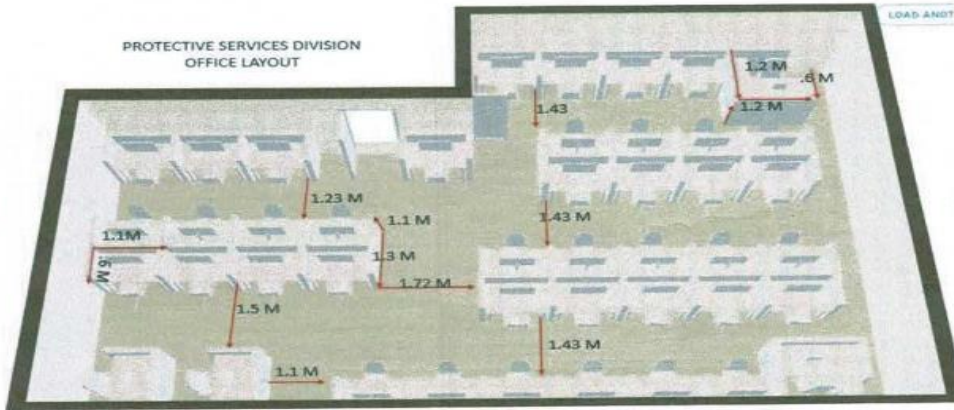 LOAD ANOT
PROTECTIVE SERVICES DIVISION
OFFICE LAYOUT
1.2 M
.6 M
1.2 M
1.43
1.23 M
1.1 M
1.43 M
1.1M
1.3 M
.6 M
1.72 M
1.5 M
1.43 M
1.1 M